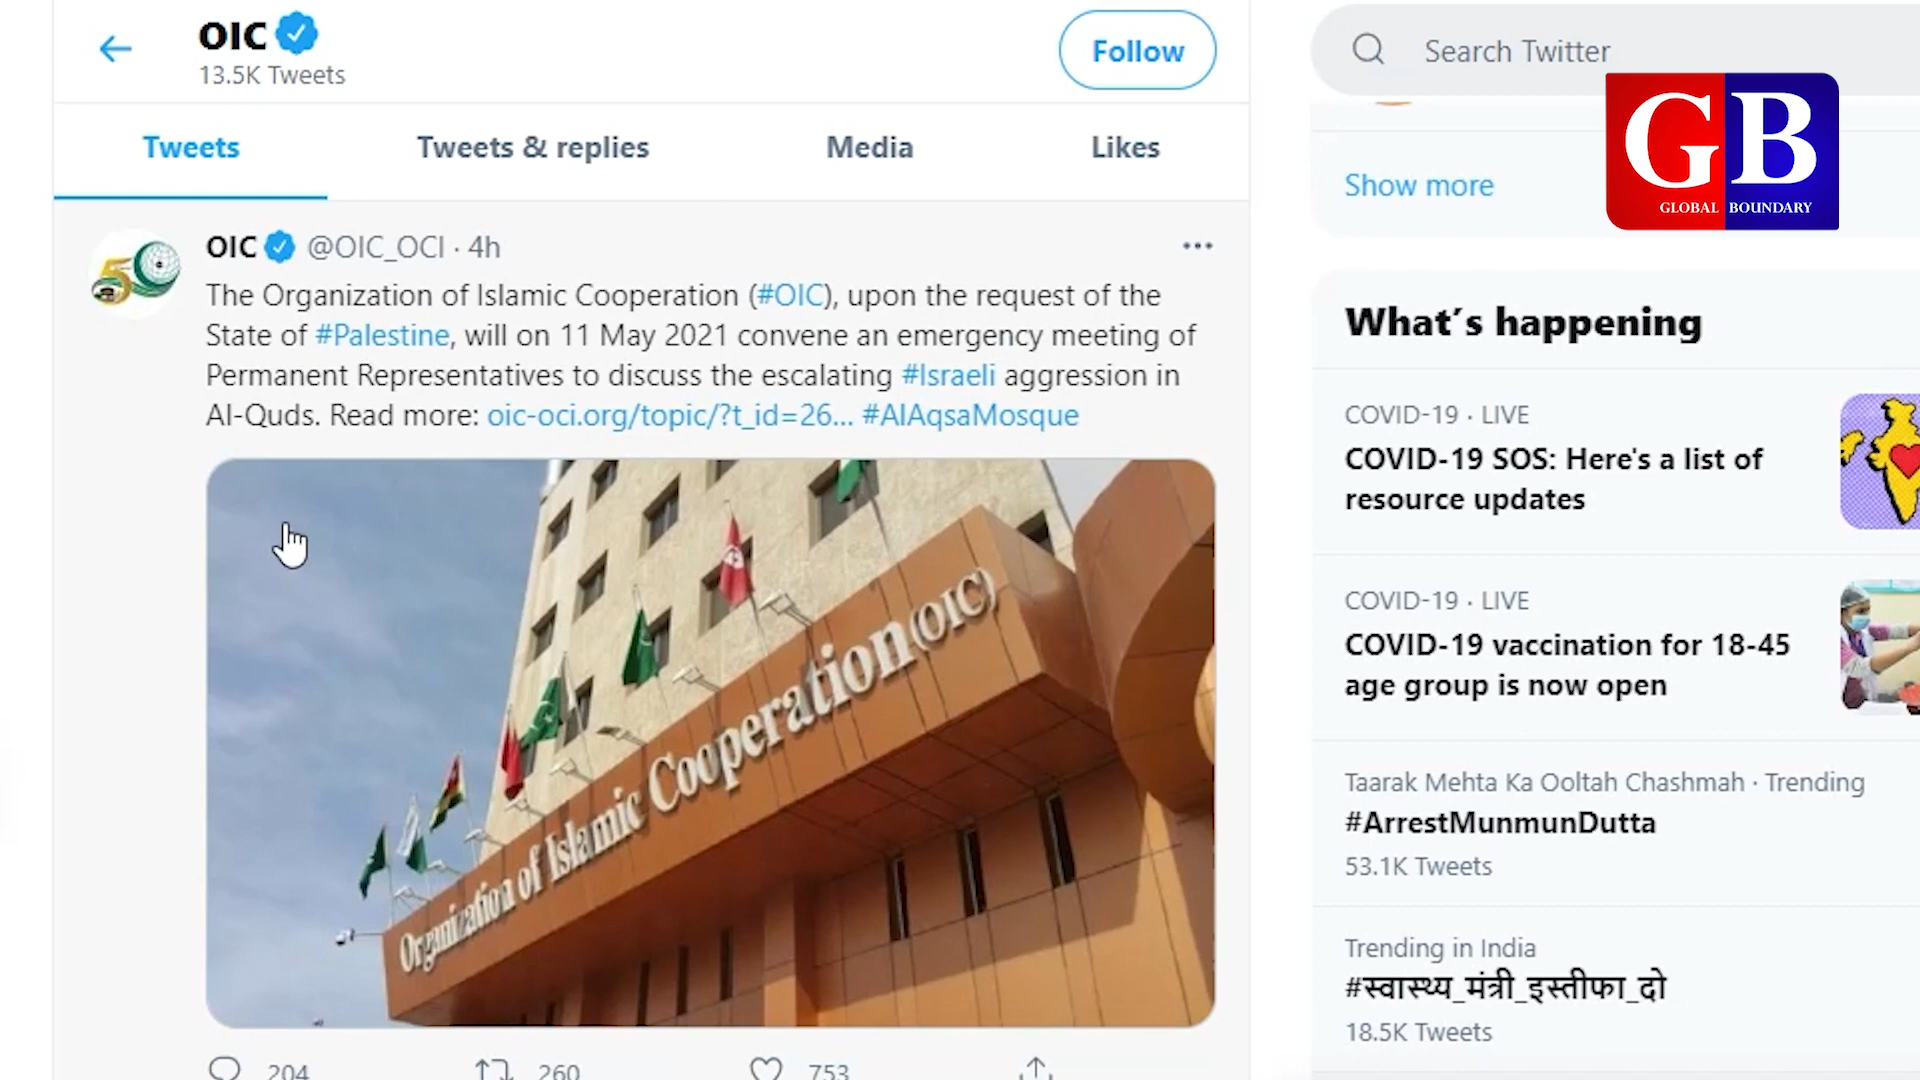 OIC
13.5K Tweets
Follow
Tweets
Tweets & replies
Media
Likes
OIC @OIC_OCI · 4h
The Organization of Islamic Cooperation (#OIC), upon the request of the
State of #Palestine, will on 11 May 2021 convene an emergency meeting of
Permanent Representatives to discuss the escalating #Israeli aggression in
Al-Quds. Read more: oic-oci.org/topic/?t_id=26... #AlAqsaMosque
50
Organization of Islamic Cooperation (OIC)
204
260
753
Search Twitter
GB
GLOBAL BOUNDARY
Show more
What's happening
COVID-19 · LIVE
COVID-19 SOS: Here's a list of
resource updates
COVID-19 · LIVE
COVID-19 vaccination for 18-45
age group is now open
Taarak Mehta Ka Ooltah Chashmah · Trending
#ArrestMunmunDutta
53.1K Tweets
Trending in India
#स्वास्थ्य_मंत्री_इस्तीफा_दो
18.5K Tweets